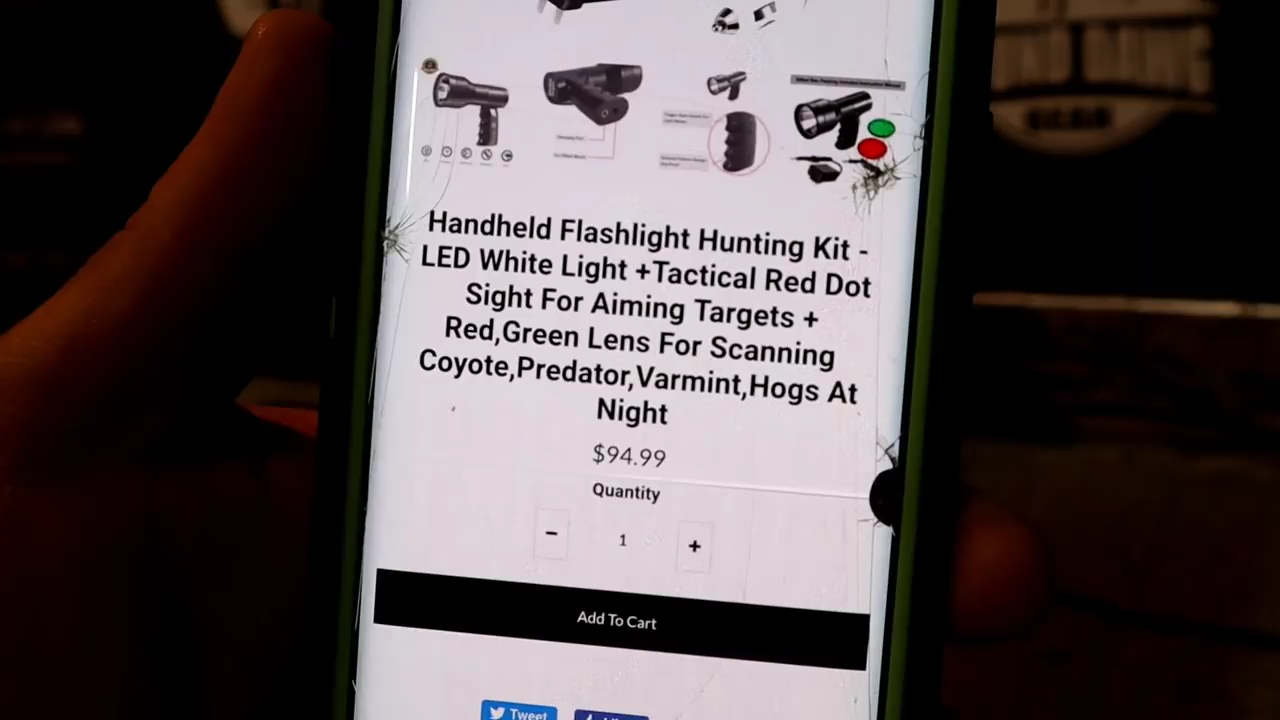 Handheld Flashlight Hunting Kit -
LED White Light +Tactical Red Dot
Sight For Aiming Targets +
Red,Green Lens For Scanning
Coyote,Predator,Varmint,Hogs At
Night
$94.99
Quantity
− 1 +
Add To Cart
Tweet
GEAR